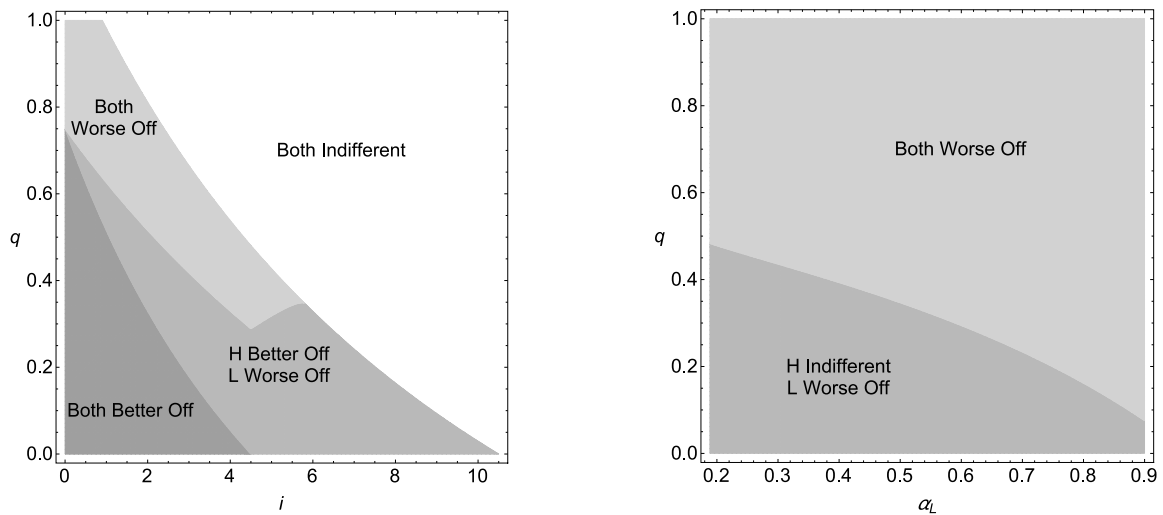 1.0
0.8
0.6
0.4
0.2
0.0
q
Both
Worse Off
Both Indifferent
H Better Off
L Worse Off
Both Better Off
0
2
4
6
8
10
i
1.0
0.8
0.6
0.4
0.2
0.0
q
Both Worse Off
H Indifferent
L Worse Off
0.2
0.3
0.4
0.5
0.6
0.7
0.8
0.9
α_L